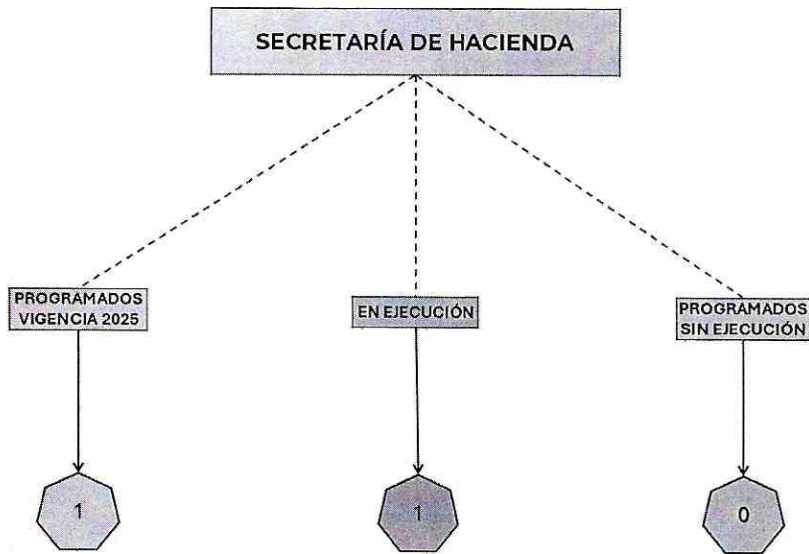 SECRETARÍA DE HACIENDA
PROGRAMADOS
VIGENCIA 2025
EN EJECUCIÓN
PROGRAMADOS
SIN EJECUCIÓN
1
1
0